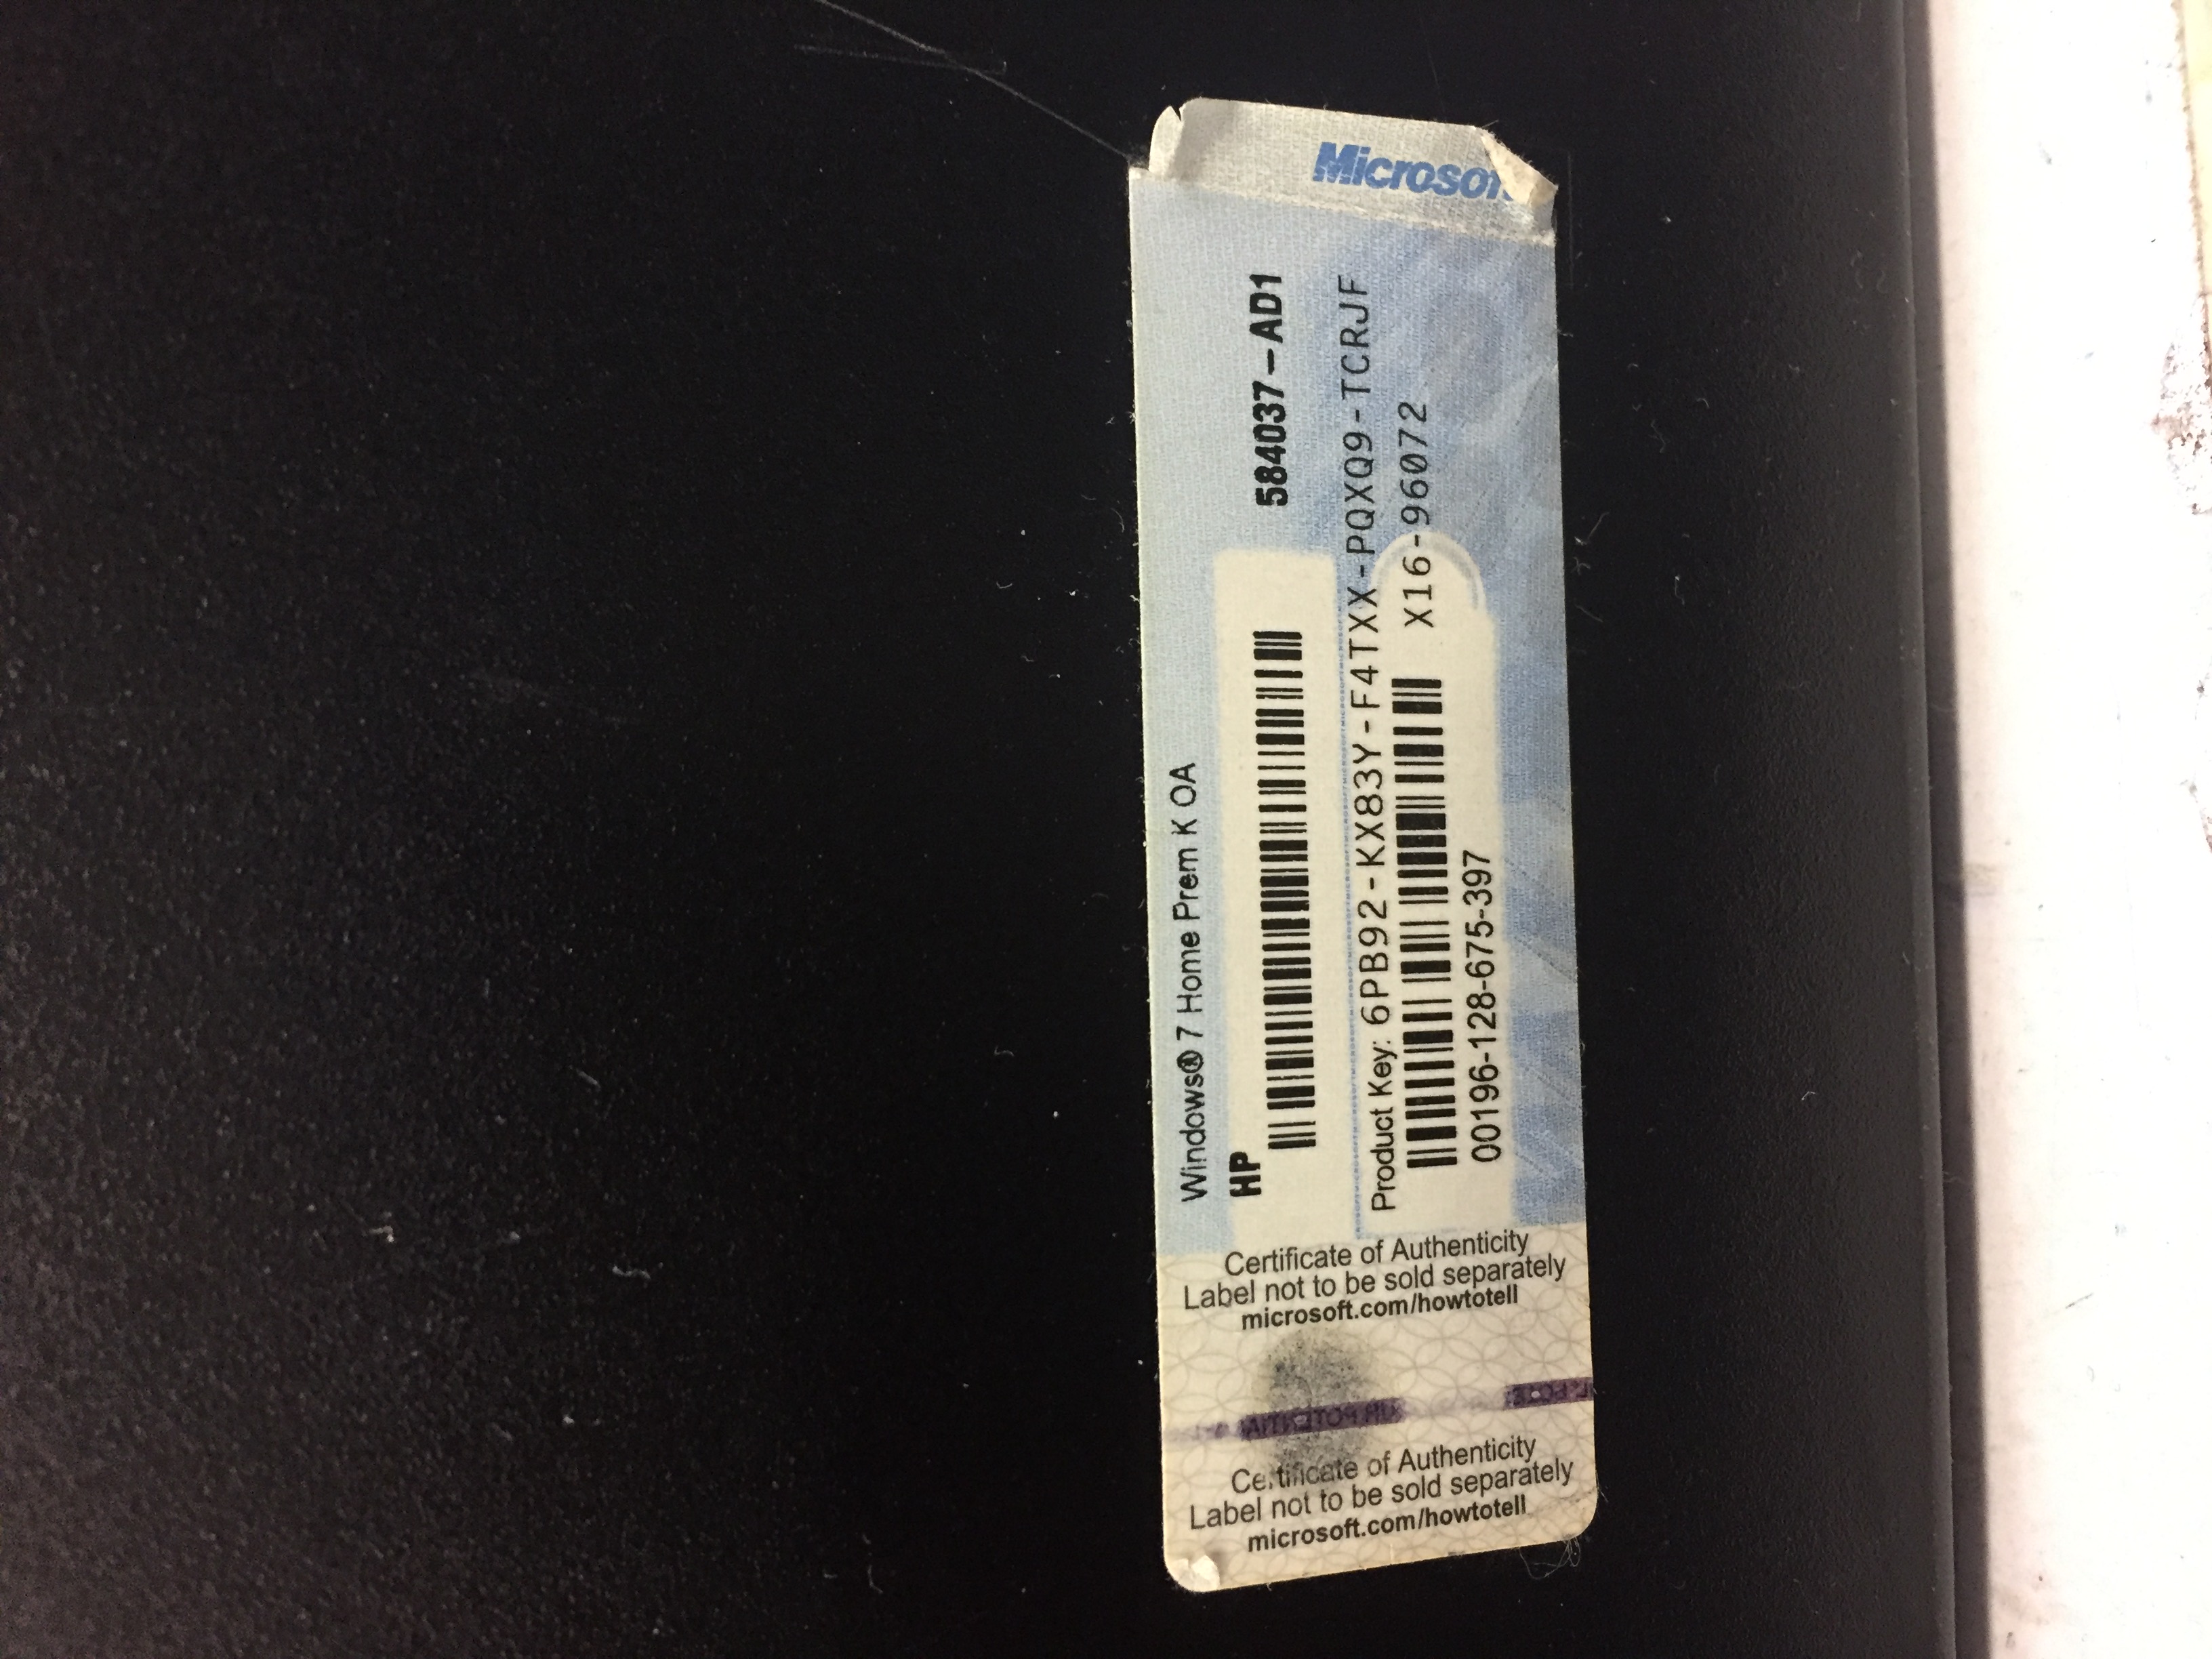 Microsoft
Windows® 7 Home Prem K OA
HP
584037-AD1
Product Key: 6PB92-KX83Y-F4TXX-PQXQ9-TCRJF
X16-96072
00196-128-675-397
Certificate of Authenticity
Label not to be sold separately
microsoft.com/howtotell
Certificate of Authenticity
Label not to be sold separately
microsoft.com/howtotell